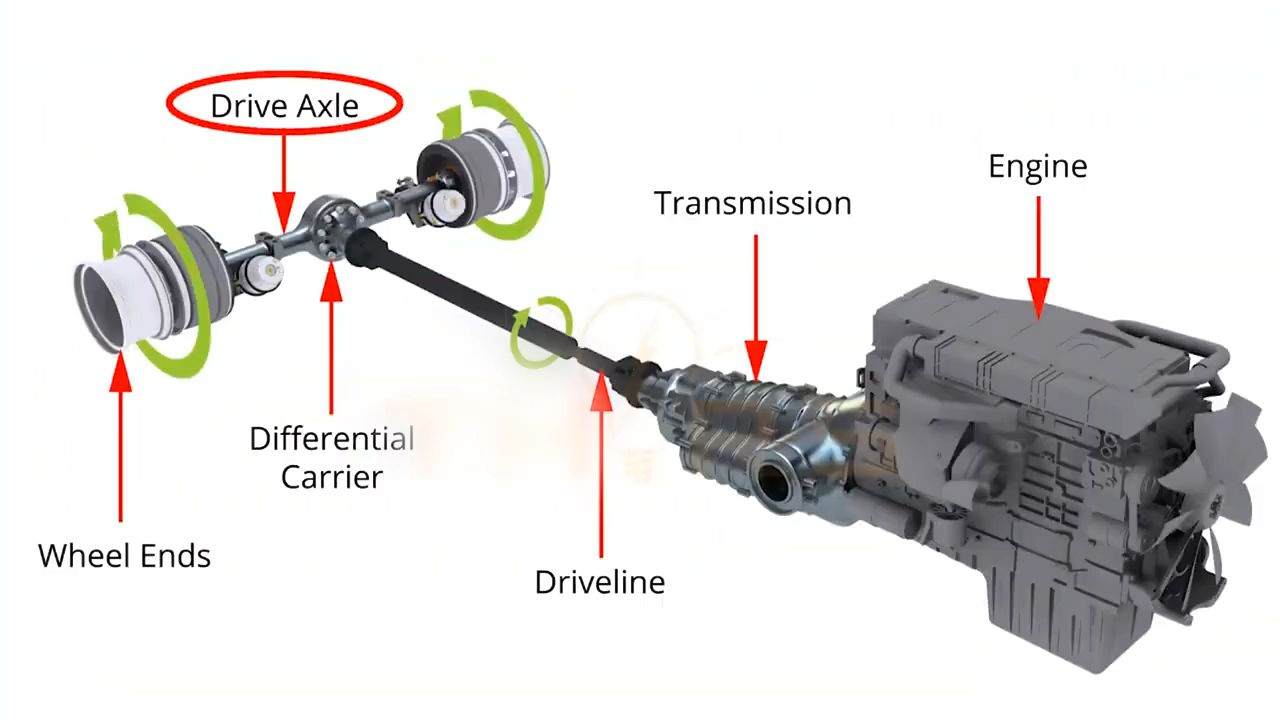 Drive Axle
Engine
Transmission
Differential
Carrier
Wheel Ends
Driveline